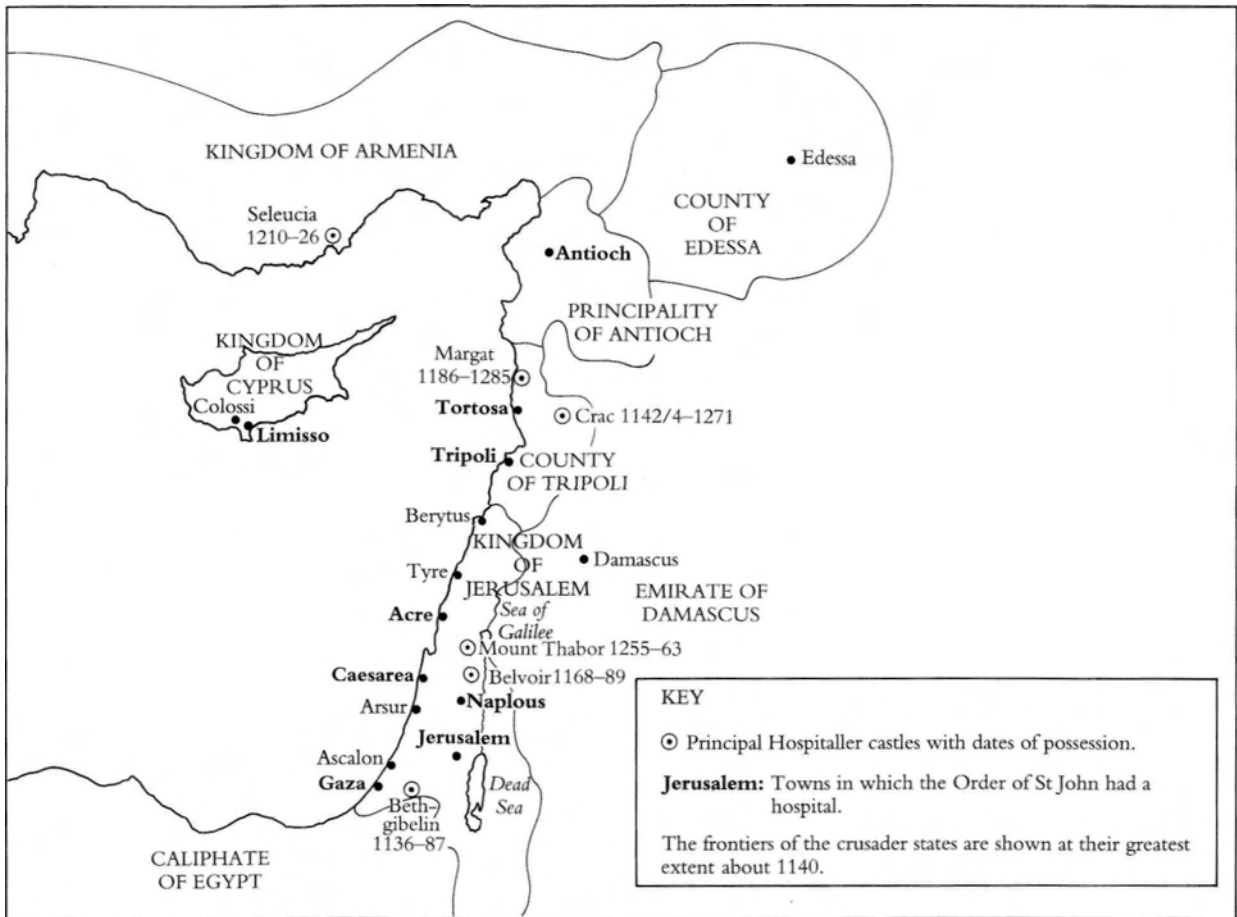 KINGDOM OF ARMENIA
Edessa
COUNTY
OF
EDESSA
Seleucia
1210–26
Antioch
PRINCIPALITY
OF ANTIOCH
KINGDOM
OF
CYPRUS
Colossi
Limisso
Margat
1186–1285
Tortosa
Crac 1142/4–1271
Tripoli
COUNTY
OF TRIPOLI
Berytus
KINGDOM
OF
JERUSALEM
Damascus
Tyre
EMIRATE OF
DAMASCUS
Acre
Sea of
Galilee
Mount Thabor 1255–63
Caesarea
Belvoir 1168–89
Arsur
Naplous
Jerusalem
Ascalon
Gaza
Beth-
gibelin
1136–87
Dead
Sea
CALIPHATE
OF EGYPT
KEY
Principal Hospitaller castles with dates of possession.
Jerusalem: Towns in which the Order of St John had a
hospital.
The frontiers of the crusader states are shown at their greatest
extent about 1140.